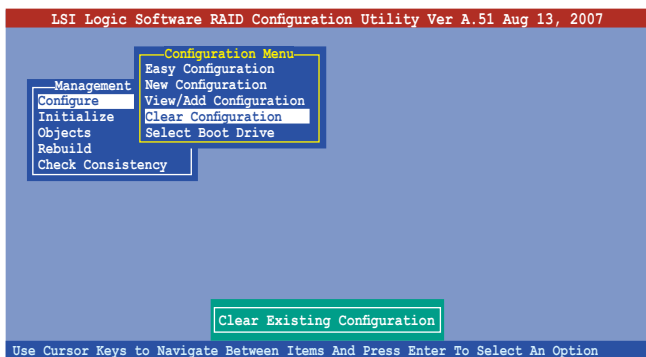 LSI Logic Software RAID Configuration Utility Ver A.51 Aug 13, 2007
Configuration Menu
Easy Configuration
New Configuration
View/Add Configuration
Clear Configuration
Select Boot Drive
Management
Configure
Initialize
Objects
Rebuild
Check Consistency
Clear Existing Configuration
Use Cursor Keys to Navigate Between Items And Press Enter To Select An Option